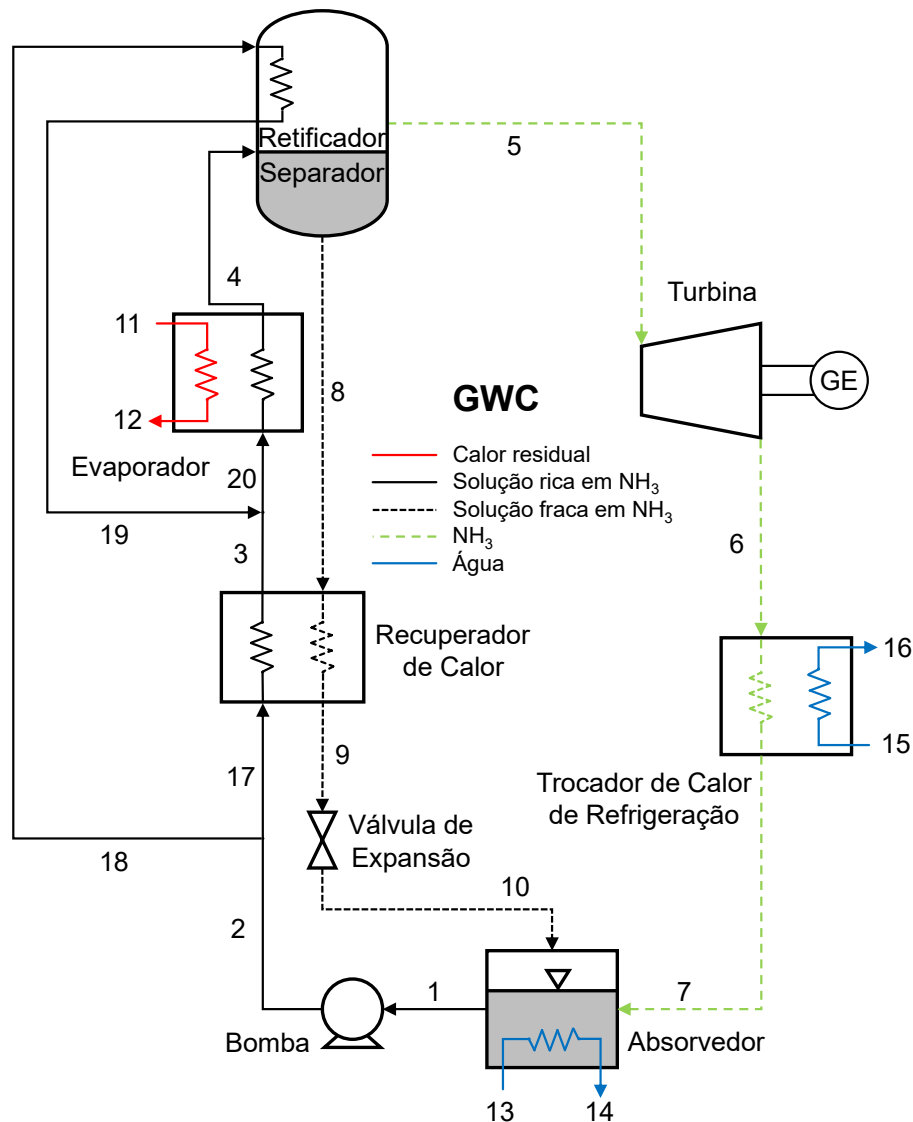 Retificador
5
Separador
4
Turbina
11
GE
8
GWC
12
Calor residual
Evaporador
20
Solução rica em NH₃
Solução fraca em NH₃
19
NH₃
6
3
Água
Recuperador
de Calor
16
15
17
9
Trocador de Calor
de Refrigeração
Válvula de
Expansão
18
10
2
1
7
Bomba
Absorvedor
13
14